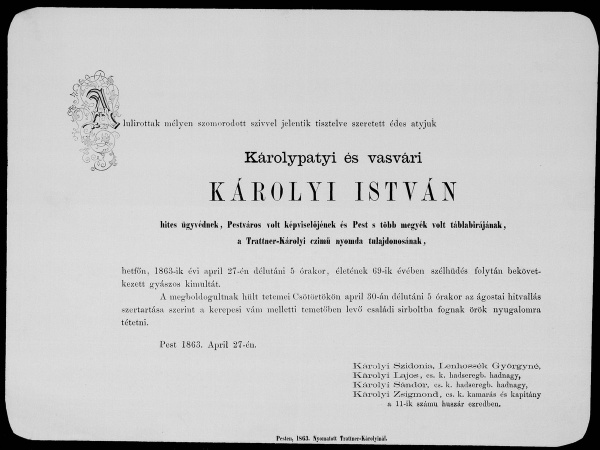 Alulirottak mélyen szomorodott szivvel jelentik tisztelve szeretett édes atyjuk
Károlypatyi és vasvári
KÁROLYI ISTVÁN
hites ügyvédnek, Pestváros volt képviselőjének és Pest s több megyék volt táblabirájának,
a Trattner-Károlyi czimű nyomda tulajdonosának,
hetfőn, 1863-ik évi april 27-én délutáni 5 órakor, életének 69-ik évében szélhüdés folytán bekövet-
kezett gyászos kimultát.
A megboldogultnak hült tetemei Csötörtökön april 30-án délutáni 5 órakor az ágostai hitvallás
szertartása szerint a kerepesi vám melletti temetőben levő családi sirboltba fognak örök nyugalomra
tétetni.
Pest 1863. April 27-én.
Károlyi Szidonia, Lenhossék Györgyné,
Károlyi Lajos, cs. k. hadseregb. hadnagy,
Károlyi Sándor, cs. k. hadseregb. hadnagy,
Károlyi Zsigmond, cs. k. kamarás és kapitány
a 11-ik számu huszár ezredben.
Pesten, 1863. Nyomatott Trattner-Károlyinál.